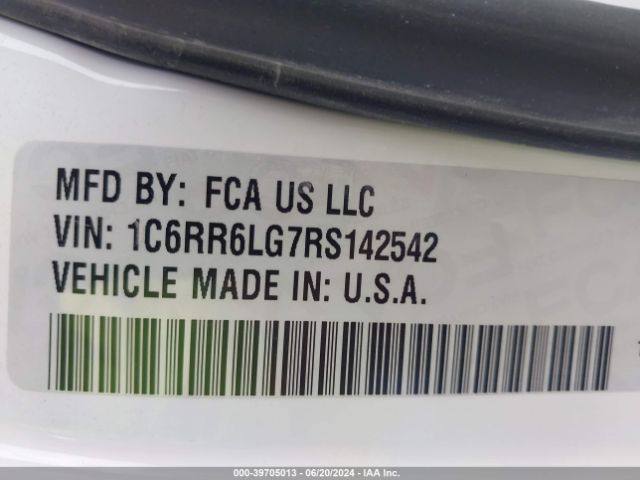 MFD BY: FCA US LLC
VIN: 1C6RR6LG7RS142542
VEHICLE MADE IN: U.S.A.
000-39705013 - 06/20/2024 - IAA Inc.